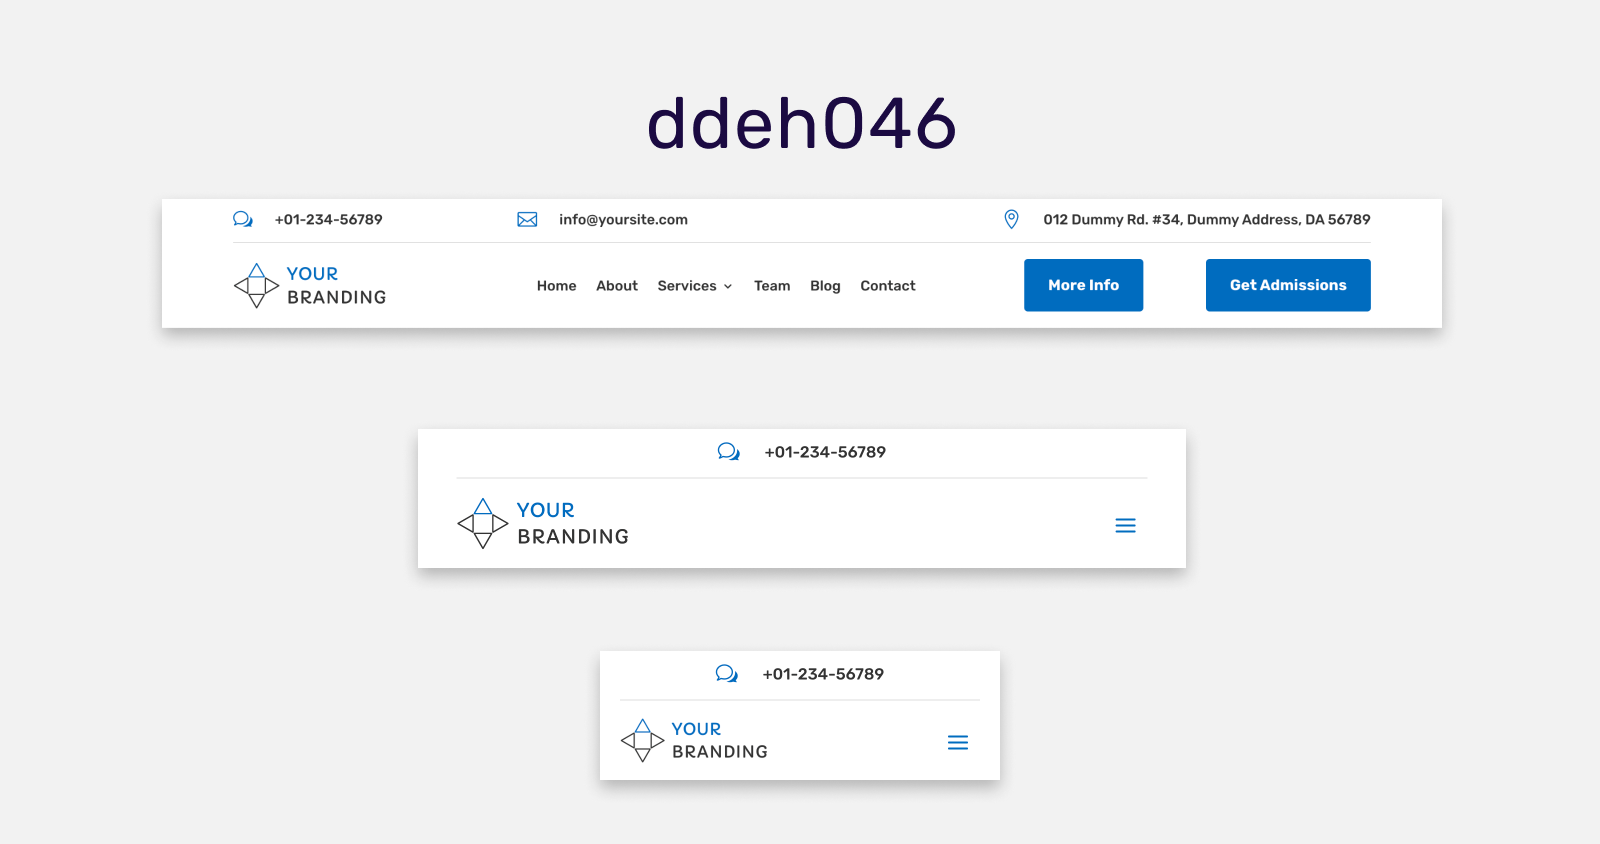 ddeh046
+01-234-56789 info@yoursite.com 012 Dummy Rd. #34, Dummy Address, DA 56789
YOUR
BRANDING
Home About Services Team Blog Contact
More Info
Get Admissions
+01-234-56789
YOUR
BRANDING
+01-234-56789
YOUR
BRANDING